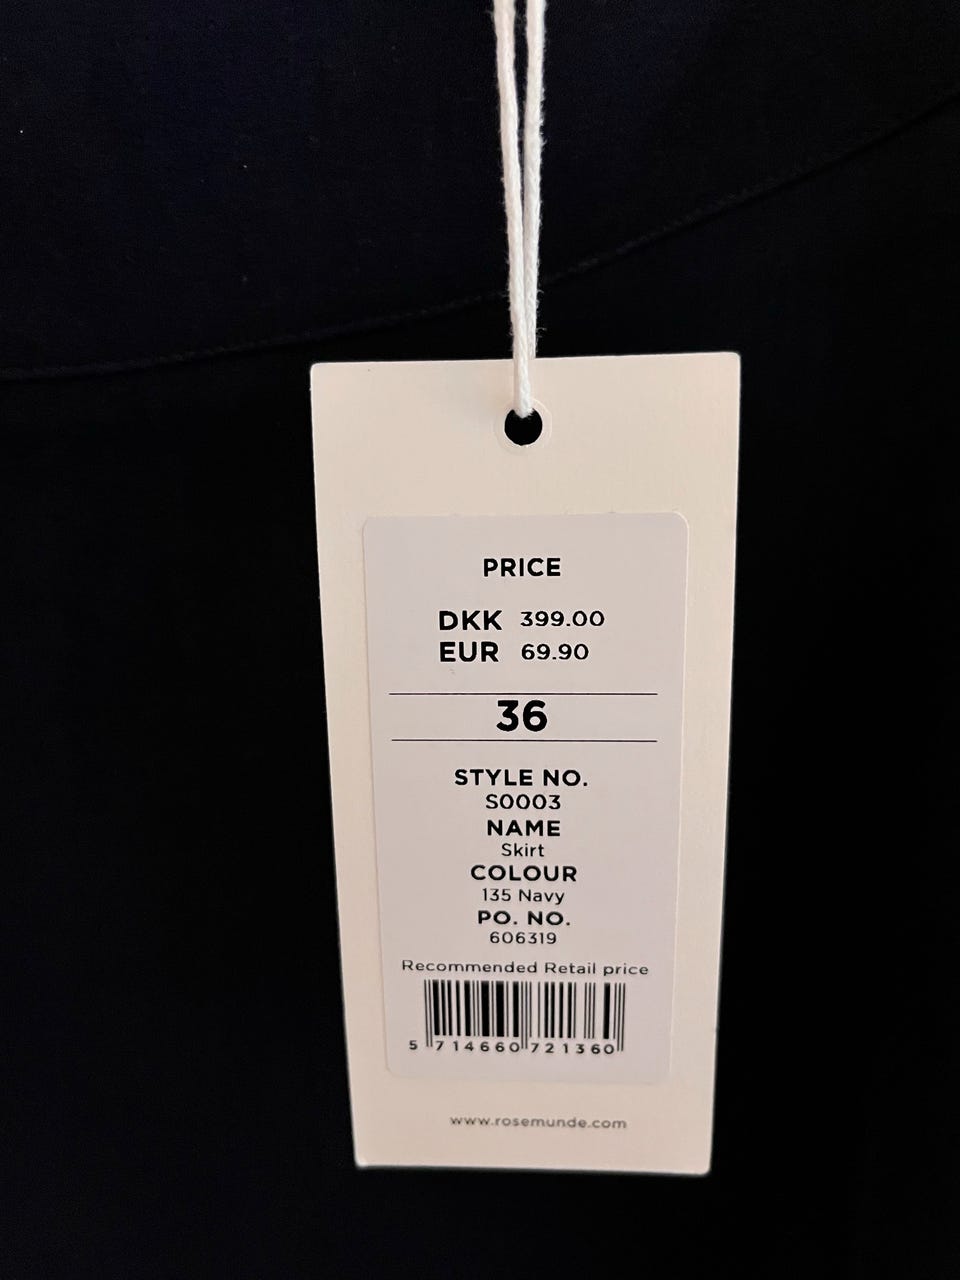 PRICE
DKK 399.00
EUR 69.90
36
STYLE NO.
S0003
NAME
Skirt
COLOUR
135 Navy
PO. NO.
606319
Recommended Retail price
5 714660 721360
www.rosemunde.com